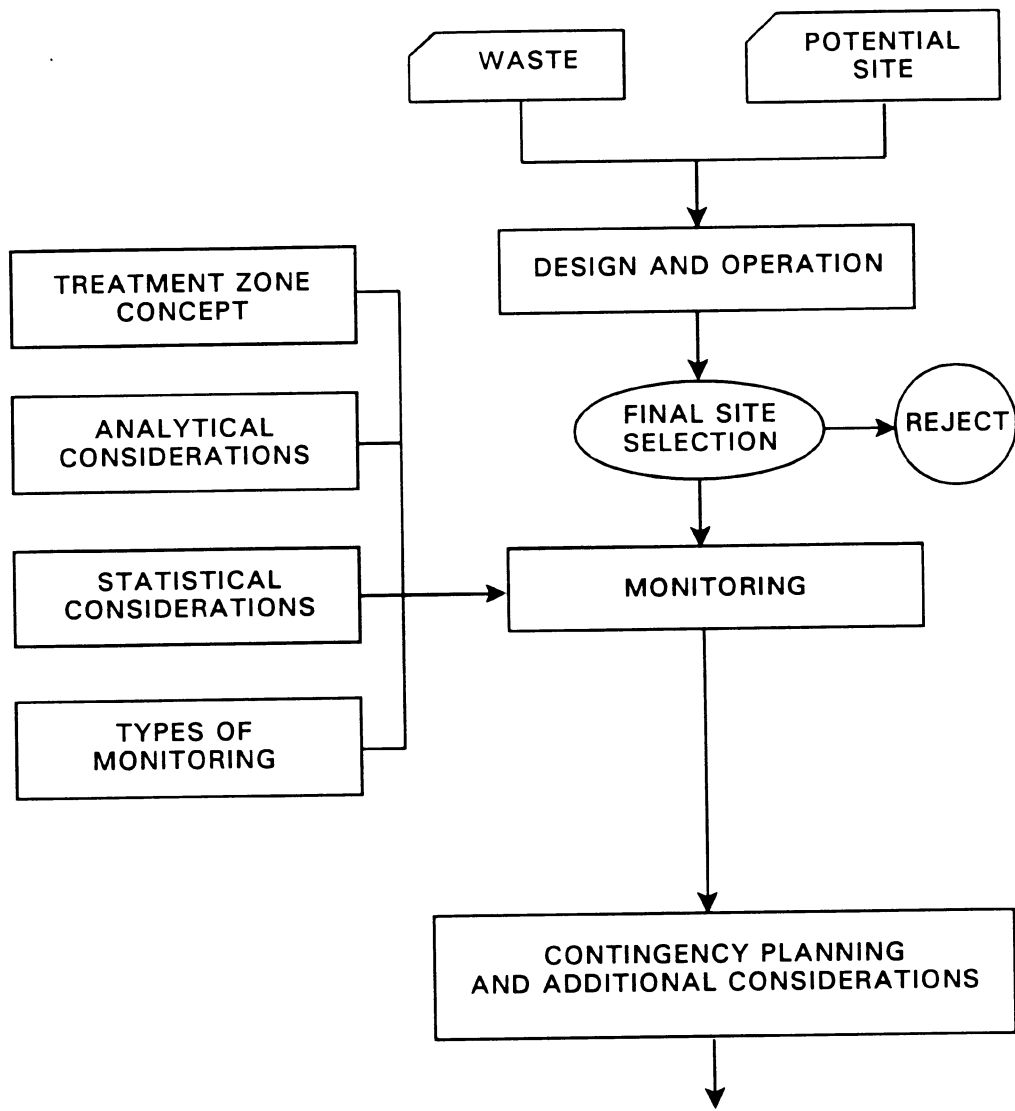 WASTE
POTENTIAL
SITE
DESIGN AND OPERATION
TREATMENT ZONE
CONCEPT
FINAL SITE
SELECTION
REJECT
ANALYTICAL
CONSIDERATIONS
STATISTICAL
CONSIDERATIONS
MONITORING
TYPES OF
MONITORING
CONTINGENCY PLANNING
AND ADDITIONAL CONSIDERATIONS